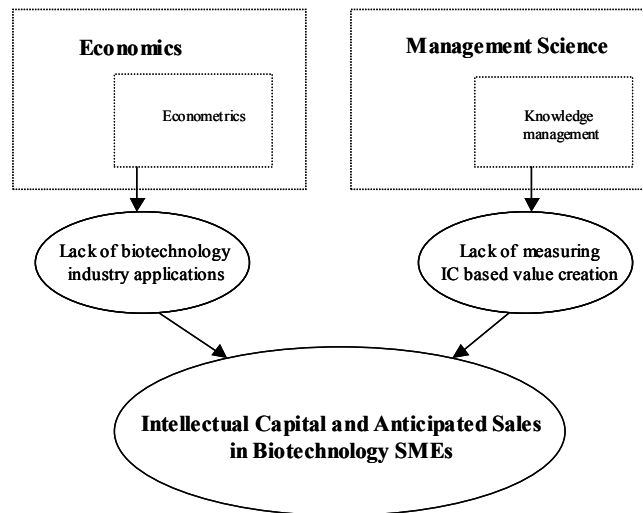 Economics
Econometrics
Management Science
Knowledge
management
Lack of biotechnology
industry applications
Lack of measuring
IC based value creation
Intellectual Capital and Anticipated Sales
in Biotechnology SMEs